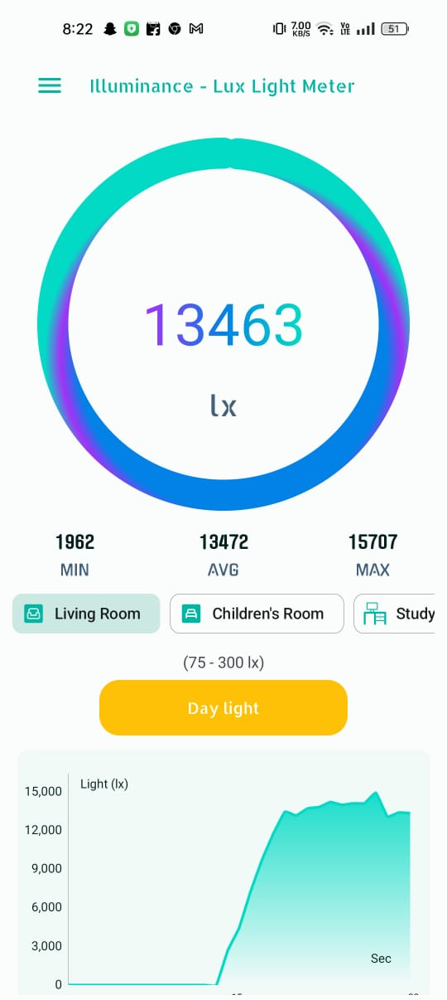 8:22 7.00 KB/S Vo LTE 51
Illuminance - Lux Light Meter
13463
lx
1962 13472 15707
MIN AVG MAX
Living Room Children's Room Study
(75 - 300 lx)
Day light
Light (lx)
15,000
12,000
9,000
6,000
3,000
Sec
0